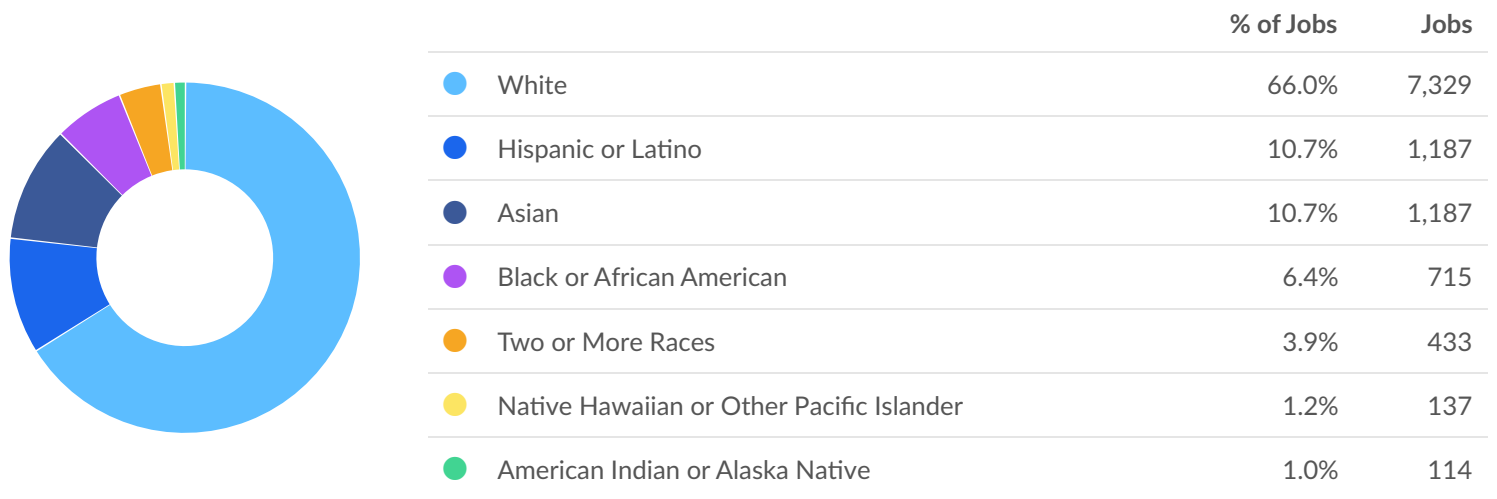 % of Jobs Jobs
White 66.0% 7,329
Hispanic or Latino 10.7% 1,187
Asian 10.7% 1,187
Black or African American 6.4% 715
Two or More Races 3.9% 433
Native Hawaiian or Other Pacific Islander 1.2% 137
American Indian or Alaska Native 1.0% 114